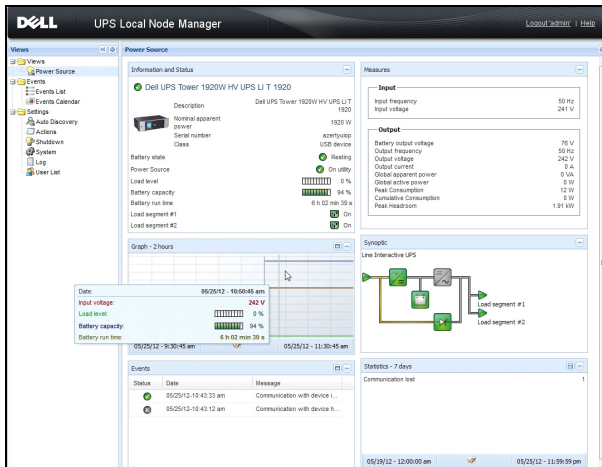 DELL UPS Local Node Manager Logout 'admin' | Help
Views
Views
Power Source
Events
Events List
Events Calendar
Settings
Auto Discovery
Actions
Shutdown
System
Log
User List
Power Source
Information and Status
Dell UPS Tower 1920W HV UPS LI T 1920
Description Dell UPS Tower 1920W HV UPS LI T
1920
Nominal apparent
power 1920 W
Serial number azertyuiop
Class USB device
Battery state Resting
Power Source On utility
Load level 0 %
Battery capacity 94 %
Battery run time 6 h 02 min 39 s
Load segment #1 On
Load segment #2 On
Graph - 2 hours
Date: 05/25/12 - 10:50:45 am
Input voltage: 242 V
Load level: 0 %
Battery capacity: 94 %
Battery run time: 6 h 02 min 39 s
05/25/12 - 9:30:45 am 05/25/12 - 11:30:45 am
Events
Status Date Message
05/25/12-10:43:33 am Communication with device i...
05/25/12-10:43:12 am Communication with device h...
Measures
Input
Input frequency 50 Hz
Input voltage 241 V
Output
Battery output voltage 76 V
Output frequency 50 Hz
Output voltage 242 V
Output current 0 A
Global apparent power 0 VA
Global active power 0 W
Peak Consumption 12 W
Cumulative Consumption 0 W
Peak Headroom 1.91 kW
Synoptic
Line Interactive UPS
Load segment #1
Load segment #2
Statistics - 7 days
Communication lost 1
05/19/12 - 12:00:00 am 05/25/12 - 11:59:59 pm